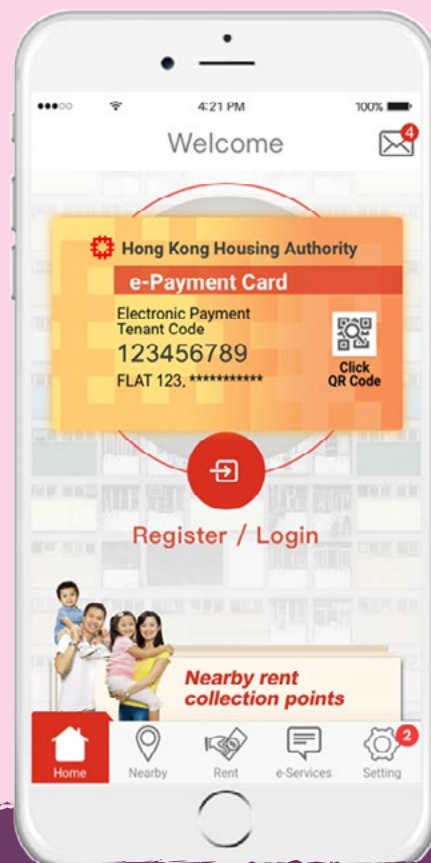 4:21 PM
100%
Welcome
4
Hong Kong Housing Authority
e-Payment Card
Electronic Payment
Tenant Code
123456789
FLAT 123, ***********
Click
QR Code
Register / Login
Nearby rent
collection points
2
Home
Nearby
Rent
e-Services
Setting